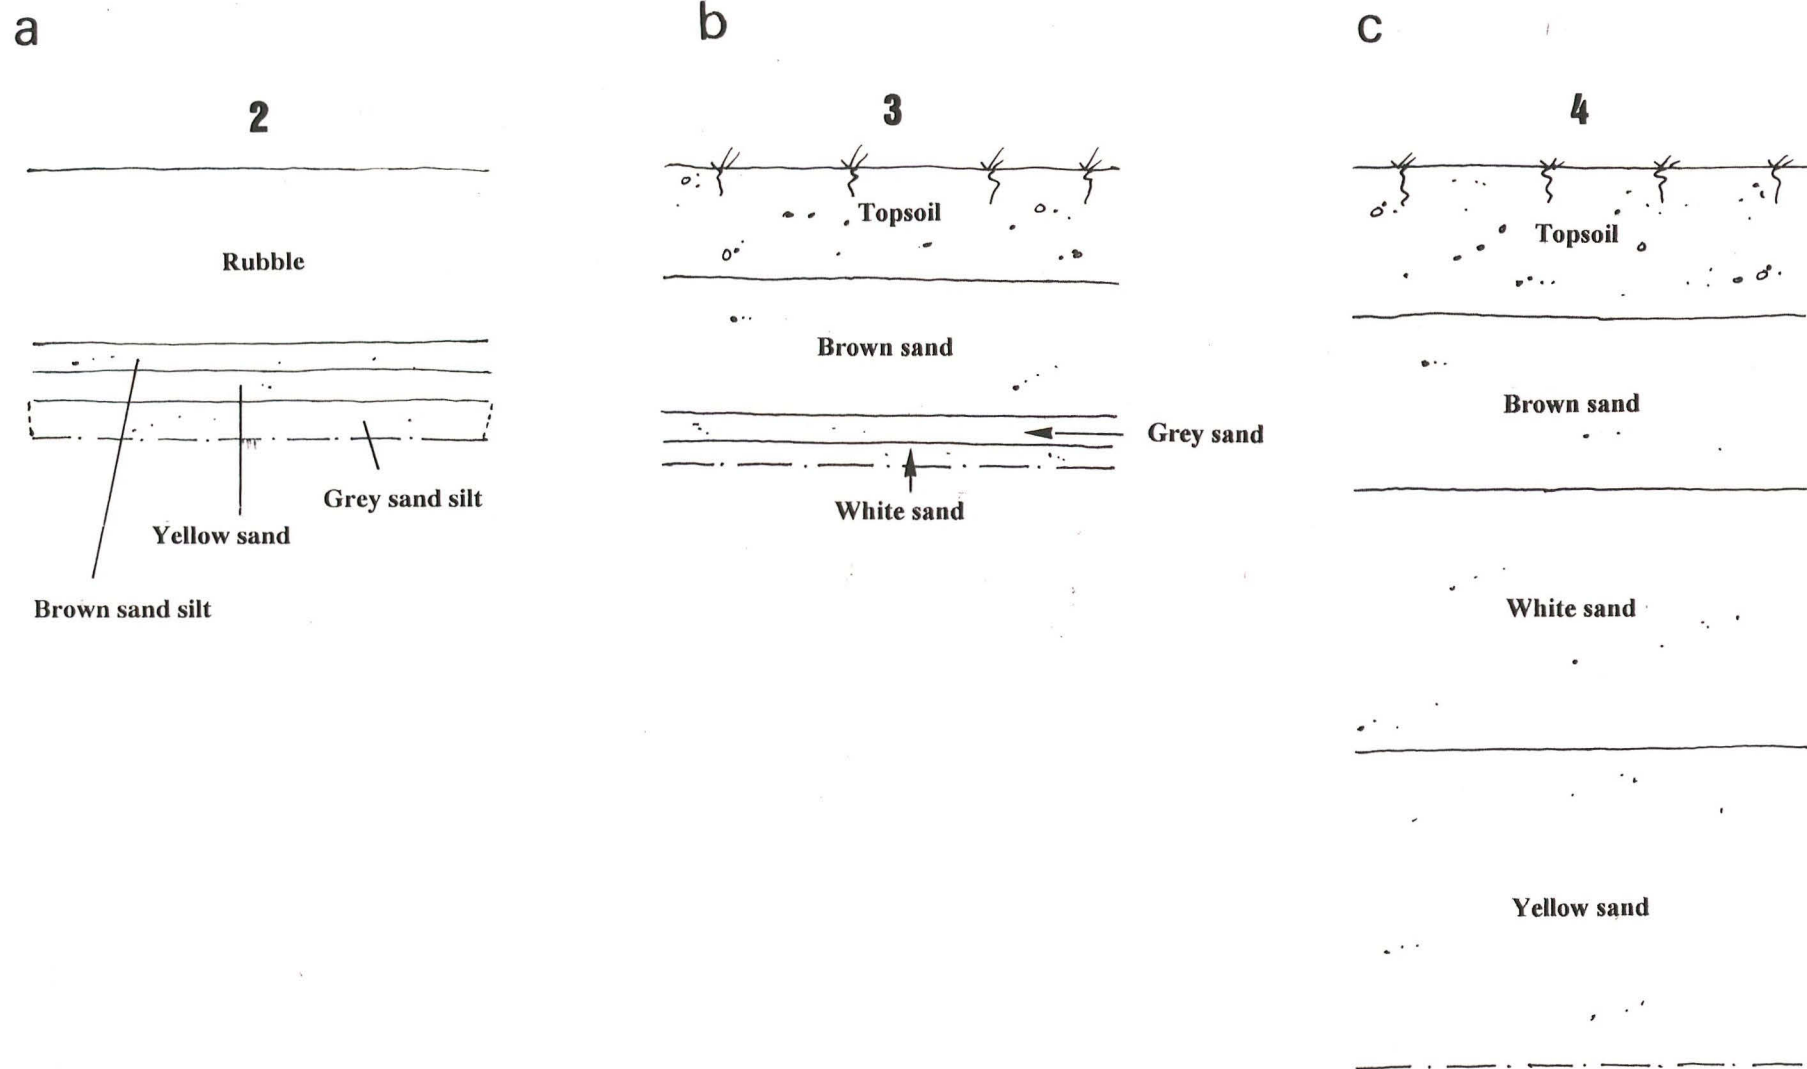 a
2
Rubble
Grey sand silt
Yellow sand
Brown sand silt
b
3
Topsoil
Brown sand
Grey sand
White sand
c
4
Topsoil
Brown sand
White sand
Yellow sand